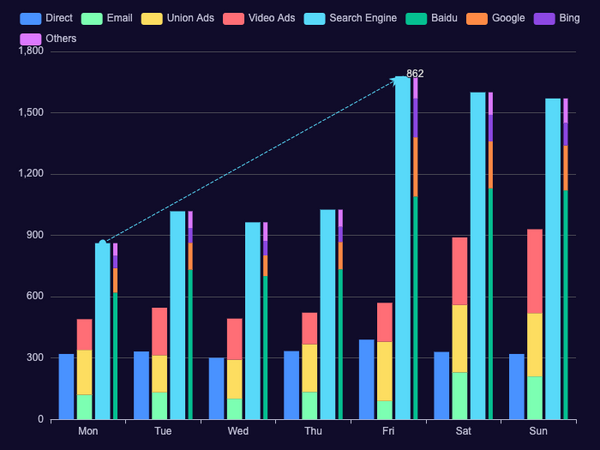 Direct Email Union Ads Video Ads Search Engine Baidu Google Bing
Others
1,800
862
1,500
1,200
900
600
300
0
Mon Tue Wed Thu Fri Sat Sun